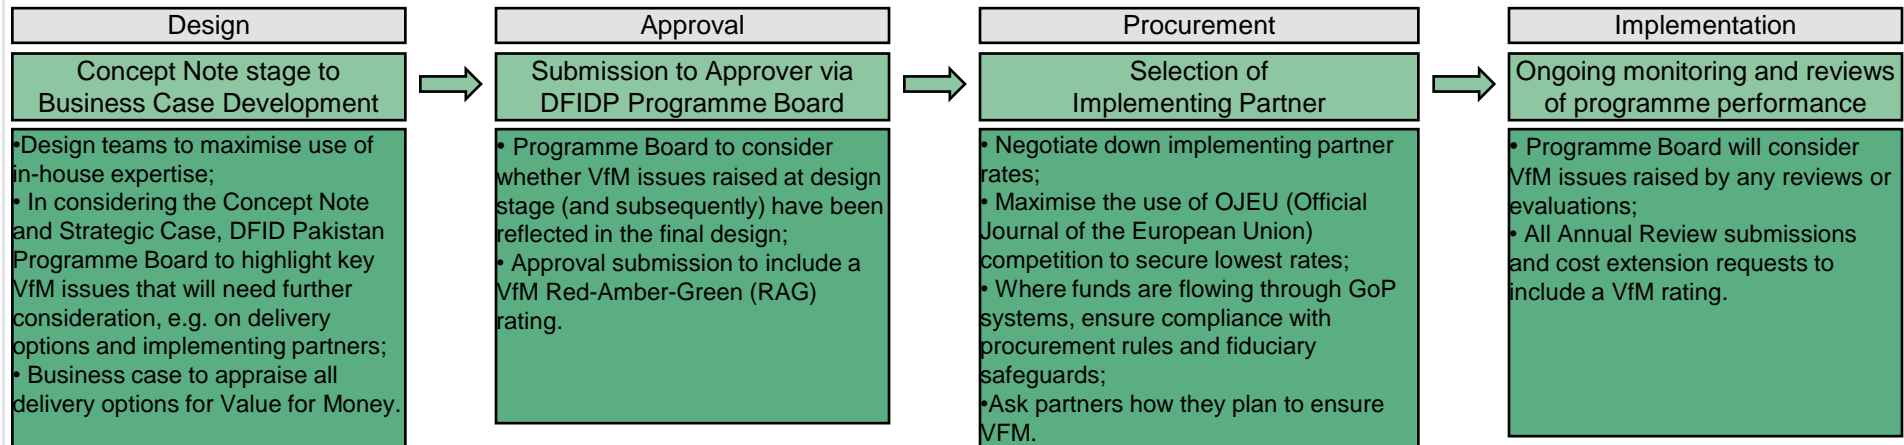 Design
Concept Note stage to
Business Case Development
•Design teams to maximise use of
in-house expertise;
• In considering the Concept Note
and Strategic Case, DFID Pakistan
Programme Board to highlight key
VfM issues that will need further
consideration, e.g. on delivery
options and implementing partners;
• Business case to appraise all
delivery options for Value for Money.
Approval
Submission to Approver via
DFIDP Programme Board
• Programme Board to consider
whether VfM issues raised at design
stage (and subsequently) have been
reflected in the final design;
• Approval submission to include a
VfM Red-Amber-Green (RAG)
rating.
Procurement
Selection of
Implementing Partner
• Negotiate down implementing partner
rates;
• Maximise the use of OJEU (Official
Journal of the European Union)
competition to secure lowest rates;
• Where funds are flowing through GoP
systems, ensure compliance with
procurement rules and fiduciary
safeguards;
•Ask partners how they plan to ensure
VFM.
Implementation
Ongoing monitoring and reviews
of programme performance
• Programme Board will consider
VfM issues raised by any reviews or
evaluations;
• All Annual Review submissions
and cost extension requests to
include a VfM rating.